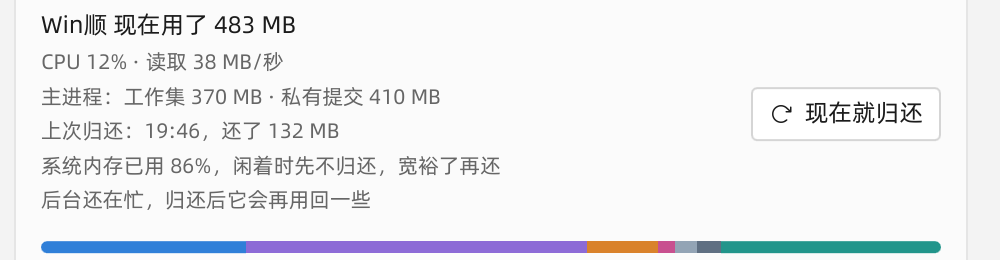 Win顺 现在用了 483 MB
CPU 12% · 读取 38 MB/秒
主进程：工作集 370 MB · 私有提交 410 MB
现在就归还
上次归还：19:46，还了 132 MB
系统内存已用 86%，闲着时先不归还，宽裕了再还
后台还在忙，归还后它会再用回一些